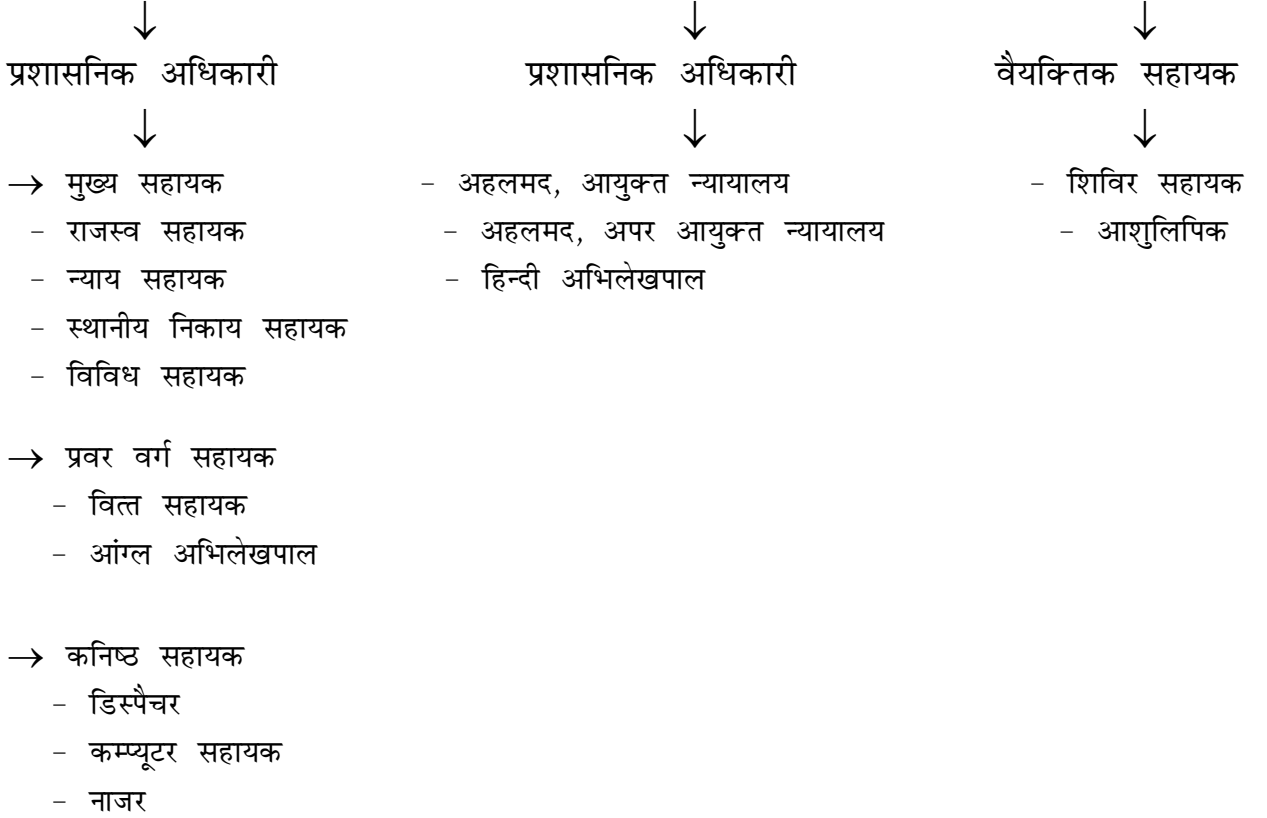 ↓ ↓ ↓
प्रशासनिक अधिकारी प्रशासनिक अधिकारी वैयक्तिक सहायक
↓ ↓ ↓
→ मुख्य सहायक – अहलमद, आयुक्त न्यायालय – शिविर सहायक
– राजस्व सहायक – अहलमद, अपर आयुक्त न्यायालय – आशुलिपिक
– न्याय सहायक – हिन्दी अभिलेखपाल
– स्थानीय निकाय सहायक
– विविध सहायक
→ प्रवर वर्ग सहायक
– वित्त सहायक
– आंग्ल अभिलेखपाल
→ कनिष्ठ सहायक
– डिस्पैचर
– कम्प्यूटर सहायक
– नाजर